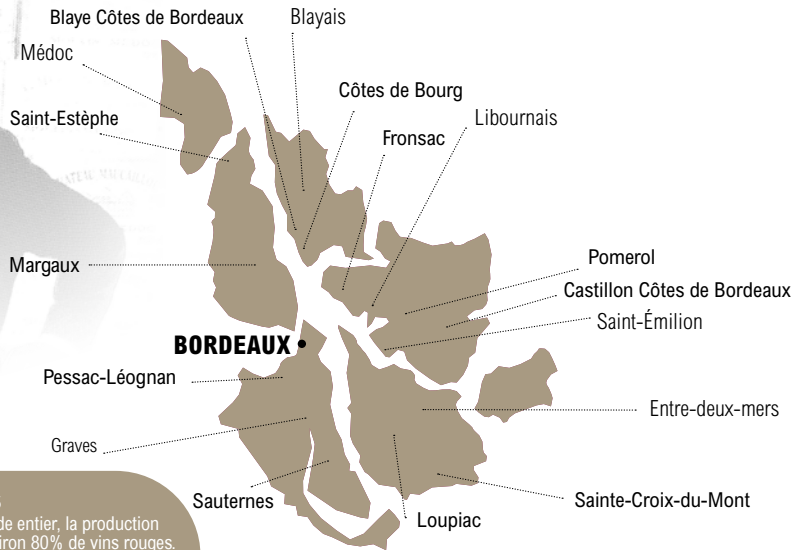 Blaye Côtes de Bordeaux
Blayais
Médoc
Côtes de Bourg
Saint-Estèphe
Libournais
Fronsac
Margaux
Pomerol
Castillon Côtes de Bordeaux
Saint-Émilion
BORDEAUX
Pessac-Léognan
Entre-deux-mers
Graves
Sauternes
Sainte-Croix-du-Mont
Loupiac
entier, la production
80% de vins rouges.